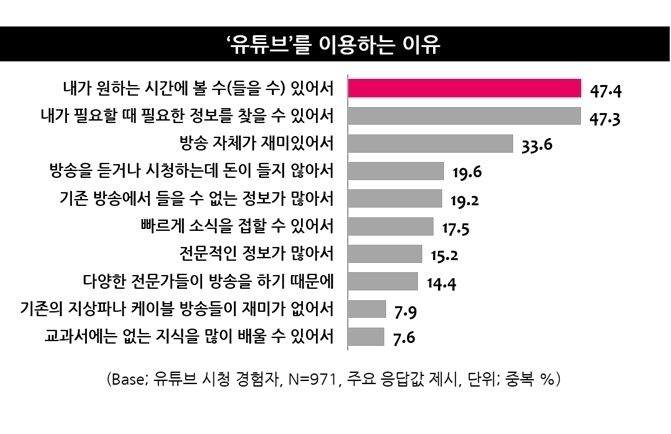 ‘유튜브’를 이용하는 이유
내가 원하는 시간에 볼 수(들을 수) 있어서 47.4
내가 필요할 때 필요한 정보를 찾을 수 있어서 47.3
방송 자체가 재미있어서 33.6
방송을 듣거나 시청하는데 돈이 들지 않아서 19.6
기존 방송에서 들을 수 없는 정보가 많아서 19.2
빠르게 소식을 접할 수 있어서 17.5
전문적인 정보가 많아서 15.2
다양한 전문가들이 방송을 하기 때문에 14.4
기존의 지상파나 케이블 방송들이 재미가 없어서 7.9
교과서에는 없는 지식을 많이 배울 수 있어서 7.6
(Base; 유튜브 시청 경험자, N=971, 주요 응답값 제시, 단위; 중복 %)